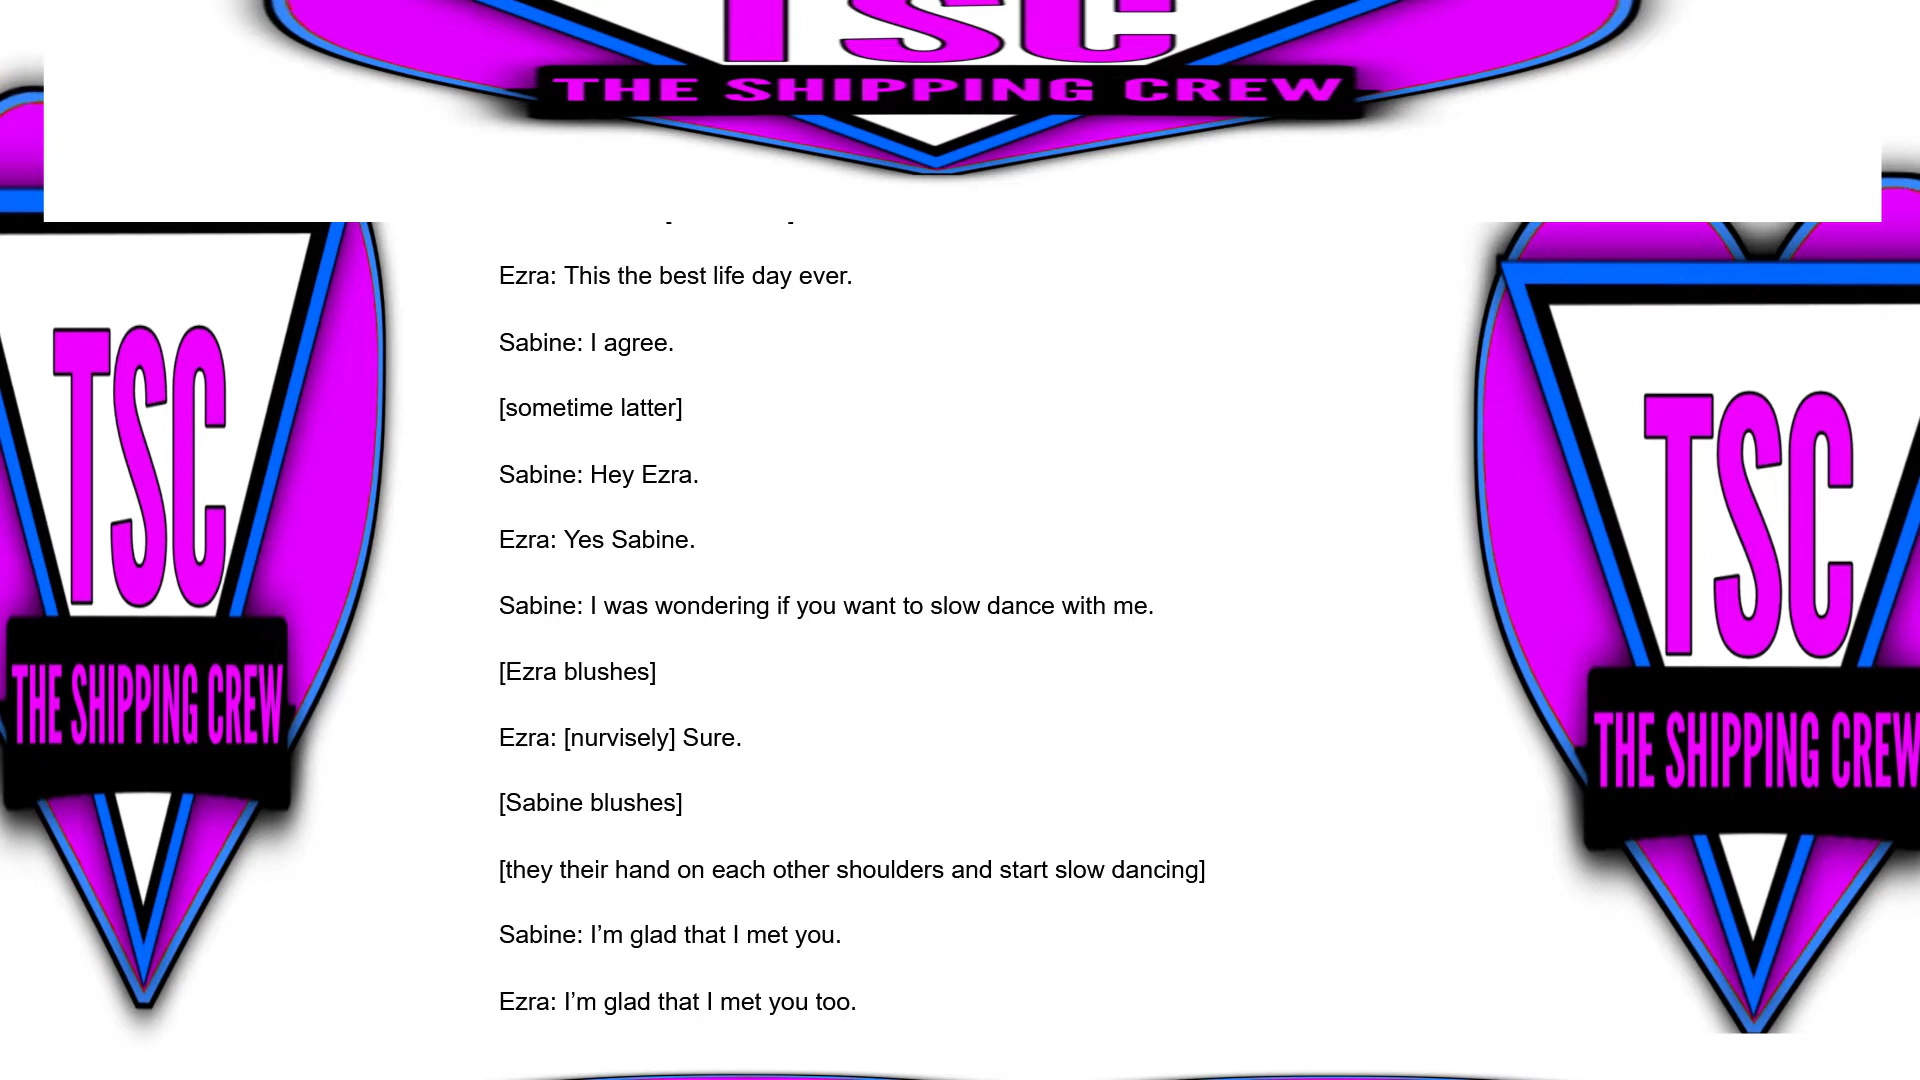 TSC
THE SHIPPING CREW
Ezra: This the best life day ever.
Sabine: I agree.
[sometime latter]
Sabine: Hey Ezra.
Ezra: Yes Sabine.
Sabine: I was wondering if you want to slow dance with me.
[Ezra blushes]
Ezra: [nurvisely] Sure.
[Sabine blushes]
[they their hand on each other shoulders and start slow dancing]
Sabine: I’m glad that I met you.
Ezra: I’m glad that I met you too.
TSC
THE SHIPPING CREW
TSC
THE SHIPPING CREW